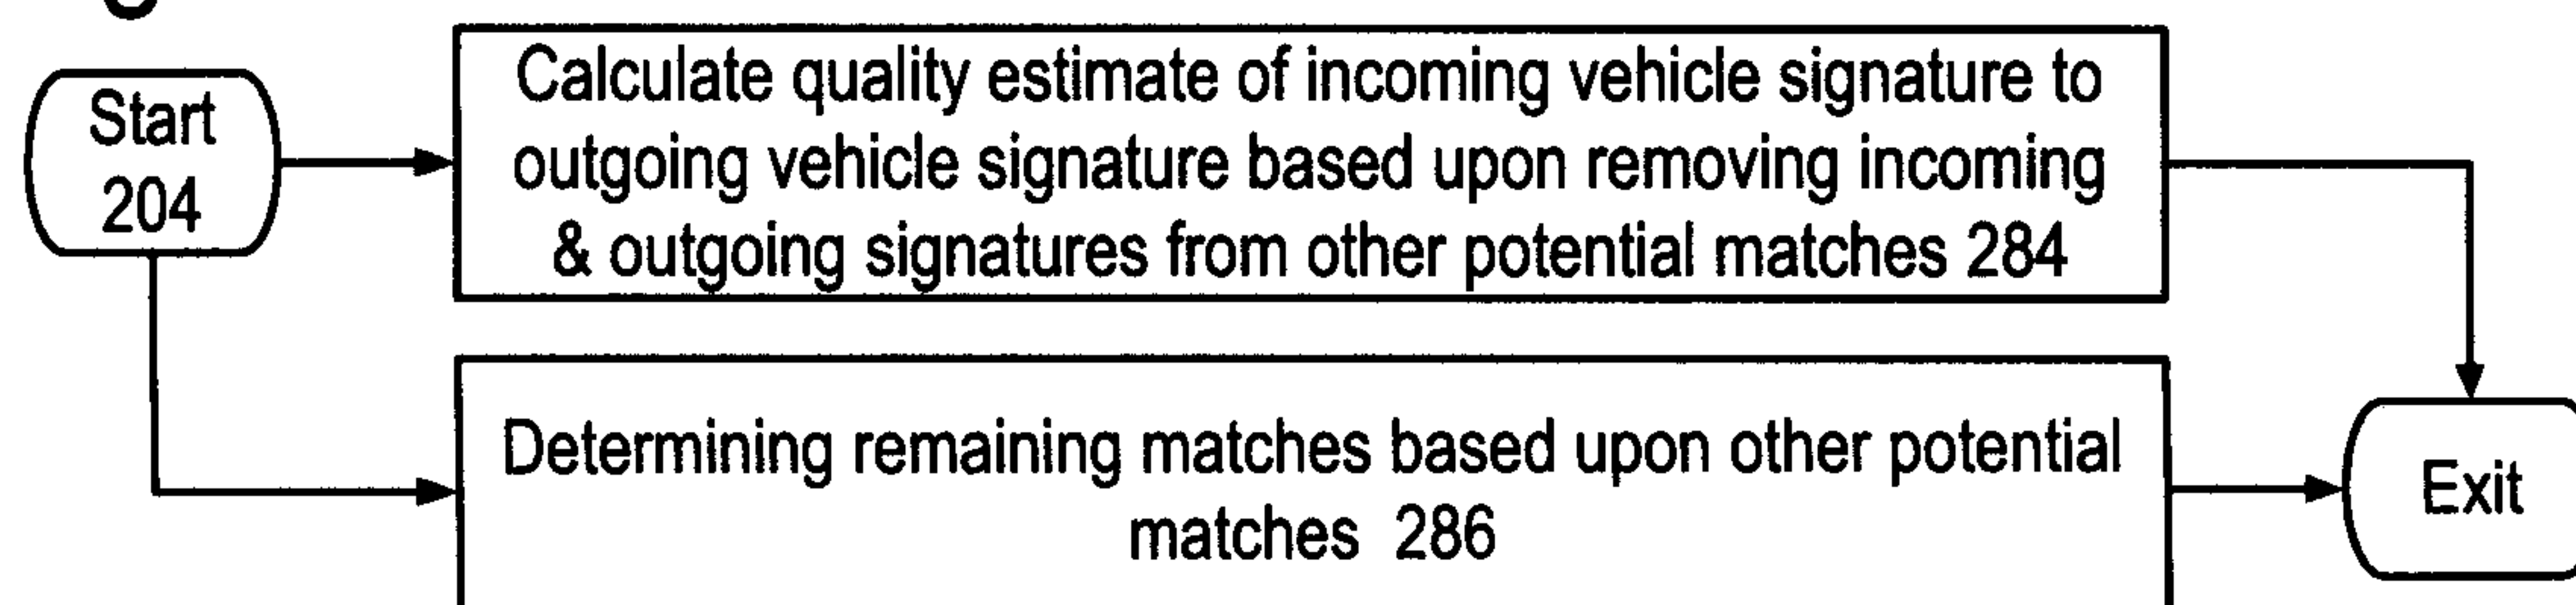 Start
204
Calculate quality estimate of incoming vehicle signature to
outgoing vehicle signature based upon removing incoming
& outgoing signatures from other potential matches 284
Determining remaining matches based upon other potential
matches 286
Exit